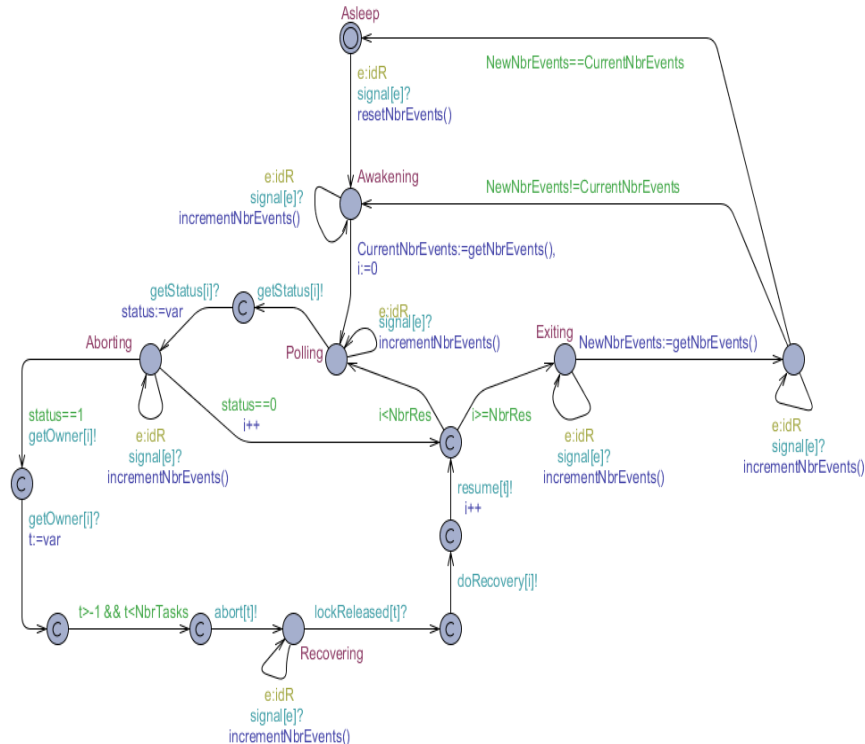 Asleep
NewNbrEvents==CurrentNbrEvents
e:idR
signal[e]?
resetNbrEvents()
e:idR
signal[e]?
incrementNbrEvents()
Awakening
NewNbrEvents!=CurrentNbrEvents
CurrentNbrEvents:=getNbrEvents(),
i:=0
getStatus[i]?
status:=var
C
getStatus[i]!
e:idR
signal[e]?
incrementNbrEvents()
Aborting
Polling
Exiting
NewNbrEvents:=getNbrEvents()
status==1
getOwner[i]!
status==0
i++
i<NbrRes
i>=NbrRes
C
e:idR
signal[e]?
incrementNbrEvents()
e:idR
signal[e]?
incrementNbrEvents()
e:idR
signal[e]?
incrementNbrEvents()
C
getOwner[i]?
t:=var
resume[t]!
i++
C
doRecovery[i]!
C
t>-1 && t<NbrTasks
C
abort[t]!
lockReleased[t]?
C
Recovering
e:idR
signal[e]?
incrementNbrEvents()